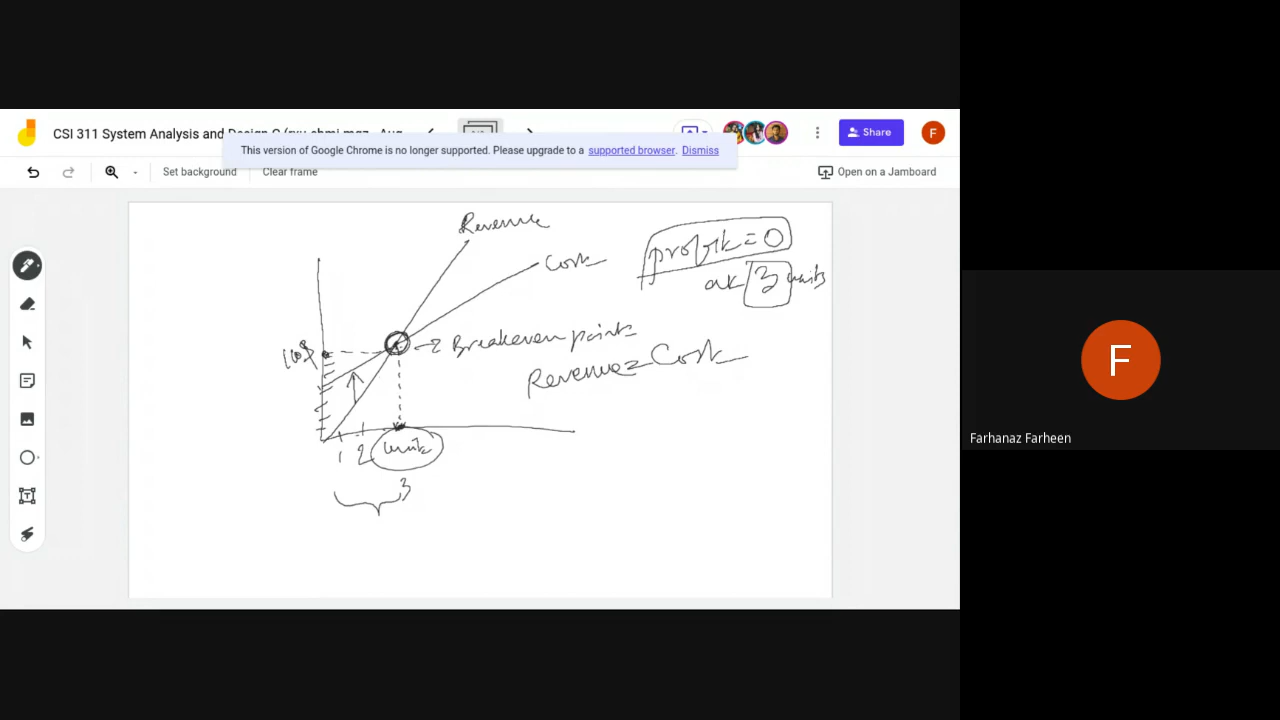 CSI 311 System Analysis and Design
This version of Google Chrome is no longer supported. Please upgrade to a supported browser. Dismiss
Share
F
Set background
Clear frame
Open on a Jamboard
Revenue
Cost
profit = 0
at 3 units
Breakeven point
Revenue = Cost
1 2 unit
3
F
Farhanaz Farheen